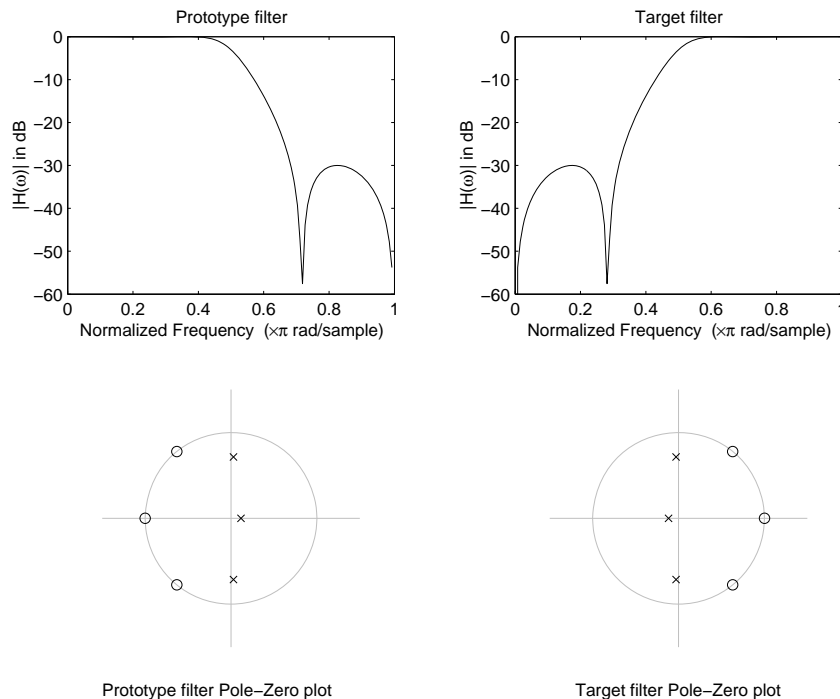 Prototype filter
0
−10
−20
−30
−40
−50
−60
|H(ω)| in dB
0 0.2 0.4 0.6 0.8 1
Normalized Frequency (×π rad/sample)
Target filter
0
−10
−20
−30
−40
−50
−60
|H(ω)| in dB
0 0.2 0.4 0.6 0.8 1
Normalized Frequency (×π rad/sample)
Prototype filter Pole−Zero plot
Target filter Pole−Zero plot